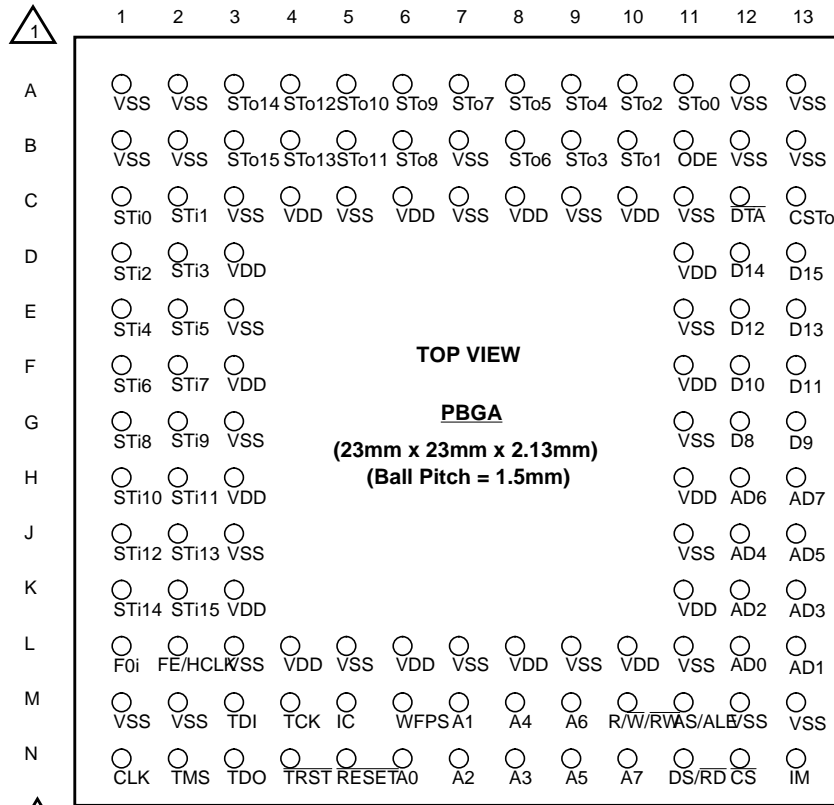 1 2 3 4 5 6 7 8 9 10 11 12 13
1
A
VSS VSS STo14 STo12 STo10 STo9 STo7 STo5 STo4 STo2 STo0 VSS VSS
B
VSS VSS STo15 STo13 STo11 STo8 VSS STo6 STo3 STo1 ODE VSS VSS
C
STi0 STi1 VSS VDD VSS VDD VSS VDD VSS VDD VSS DTA CSTo
D
STi2 STi3 VDD VDD D14 D15
E
STi4 STi5 VSS VSS D12 D13
TOP VIEW
F
STi6 STi7 VDD VDD D10 D11
PBGA
G
STi8 STi9 VSS VSS D8 D9
(23mm x 23mm x 2.13mm)
(Ball Pitch = 1.5mm)
H
STi10 STi11 VDD VDD AD6 AD7
J
STi12 STi13 VSS VSS AD4 AD5
K
STi14 STi15 VDD VDD AD2 AD3
L
F0i FE/HCLK VSS VDD VSS VDD VSS VDD VSS VDD VSS AD0 AD1
M
VSS VSS TDI TCK IC WFPS A1 A4 A6 R/W/RW AS/ALE VSS VSS
N
CLK TMS TDO TRST RESET A0 A2 A3 A5 A7 DS/RD CS IM